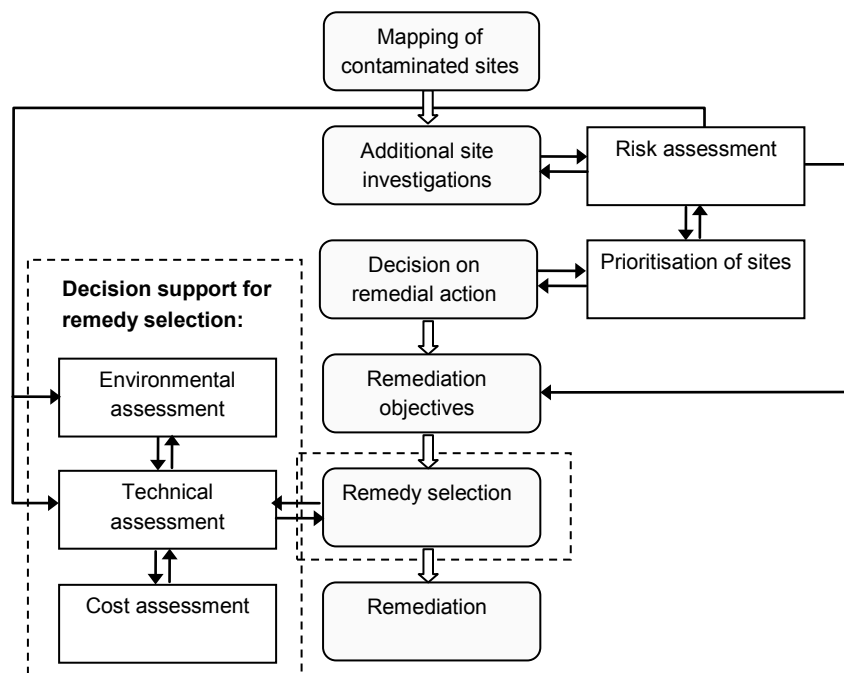 Mapping of
contaminated sites
Additional site
investigations
Risk assessment
Decision on
remedial action
Prioritisation of sites
Decision support for
remedy selection:
Environmental
assessment
Remediation
objectives
Technical
assessment
Remedy selection
Cost assessment
Remediation